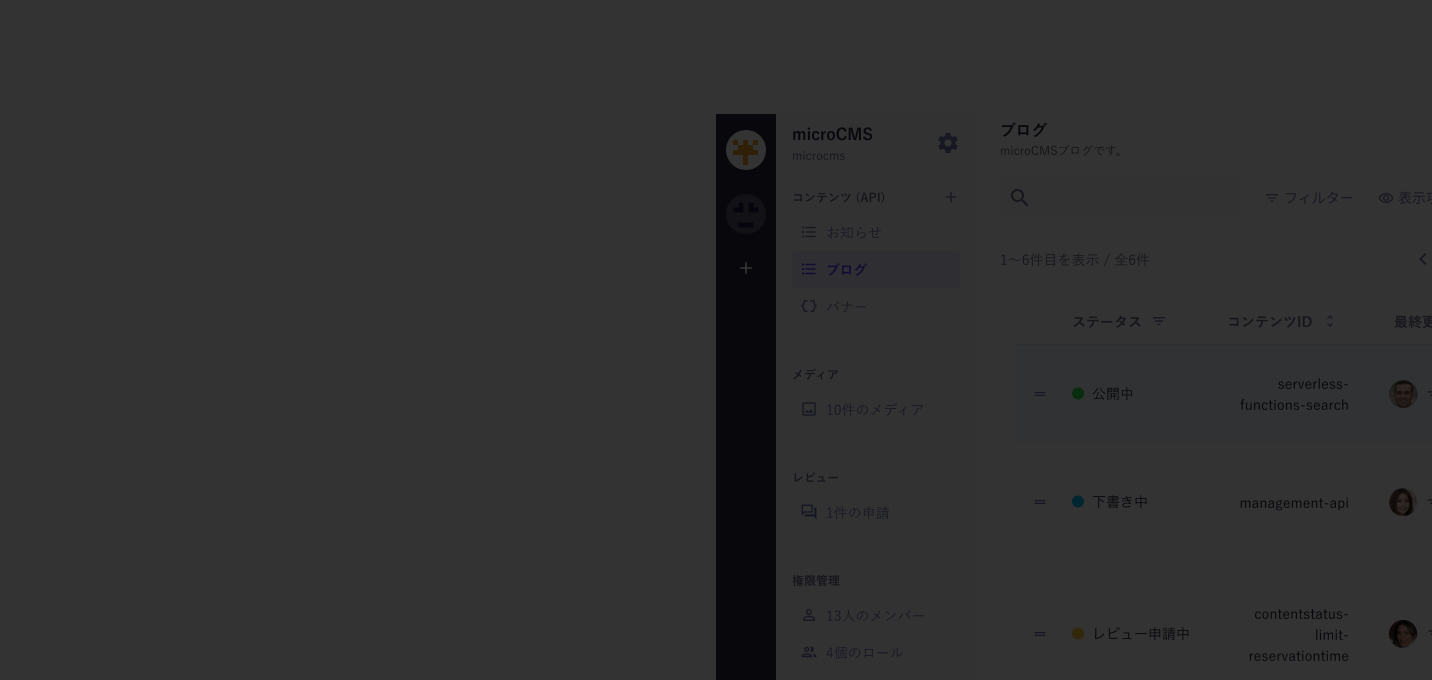 microCMS
microcms
コンテンツ (API)
お知らせ
ブログ
バナー
メディア
10件のメディア
レビュー
1件の申請
権限管理
13人のメンバー
4個のロール
ブログ
microCMSブログです。
フィルター
表示
1〜6件目を表示 / 全6件
ステータス コンテンツID 最終更
公開中
serverless-
functions-search
下書き中
management-api
レビュー申請中
contentstatus-
limit-
reservationtime